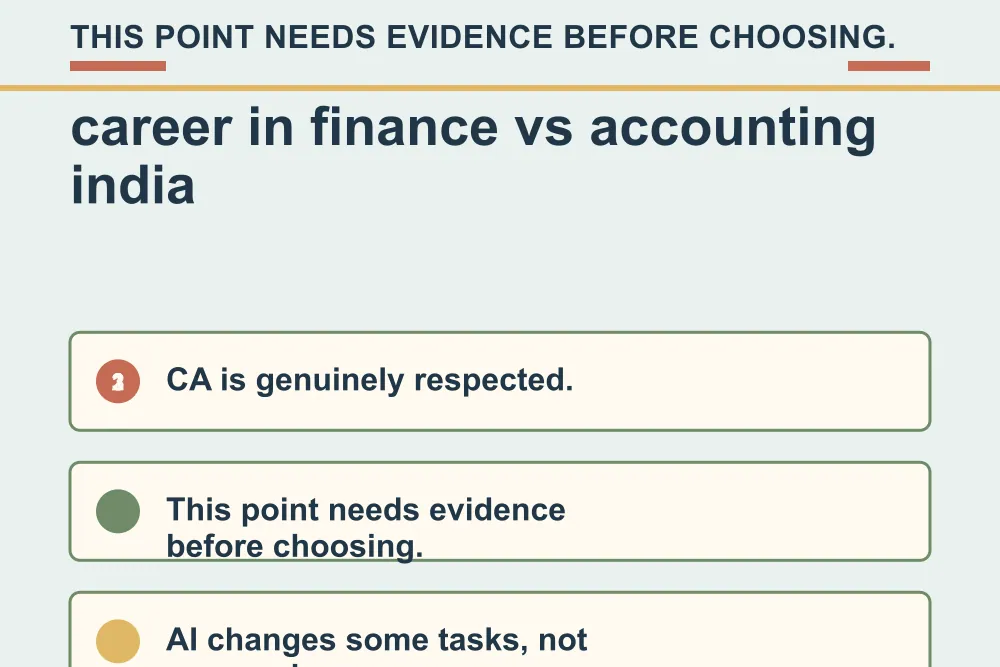 THIS POINT NEEDS EVIDENCE BEFORE CHOOSING.
career in finance vs accounting
india
CA is genuinely respected.
This point needs evidence
before choosing.
AI changes some tasks, not